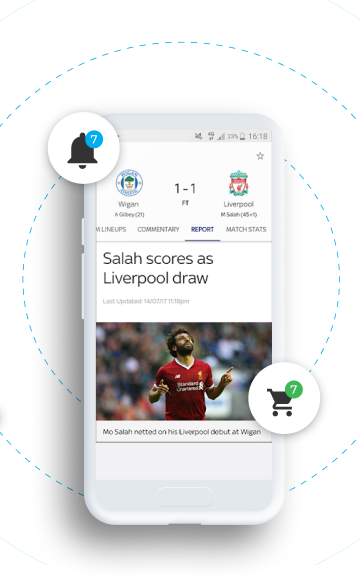 7
4G 33% 16:18
WIGAN
1-1
Wigan
FT
Liverpool
A Gilbey (21)
M Salah (45+1)
M LINEUPS COMMENTARY REPORT MATCH STATS
Salah scores as
Liverpool draw
Last Updated: 14/07/17 11:18pm
Standard
Chartered
7
Mo Salah netted on his Liverpool debut at Wigan